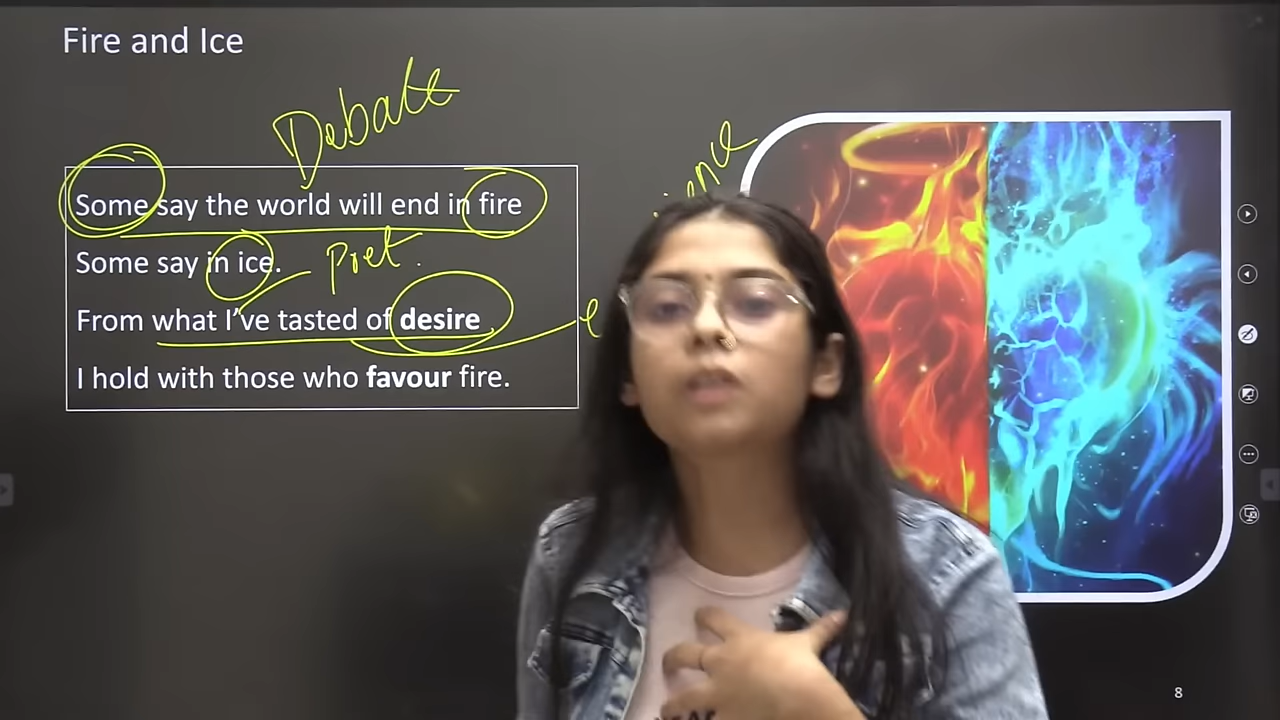 Fire and Ice
Debate
Some say the world will end in fire
Some say in ice.
Poet.
From what I've tasted of desire
I hold with those who favour fire.
8